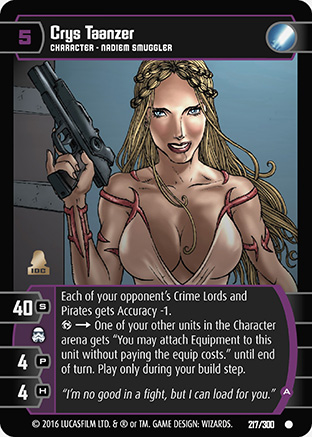 5
Crys Taanzer
CHARACTER - NADIEM SMUGGLER
IDC
40 S
4 P
4 H
Each of your opponent's Crime Lords and
Pirates gets Accuracy -1.
→ One of your other units in the Character
arena gets "You may attach Equipment to this
unit without paying the equip costs." until end
of turn. Play only during your build step.
"I'm no good in a fight, but I can load for you."
A
© 2016 LUCASFILM LTD. & ® or TM. GAME DESIGN: WIZARDS.
217/300